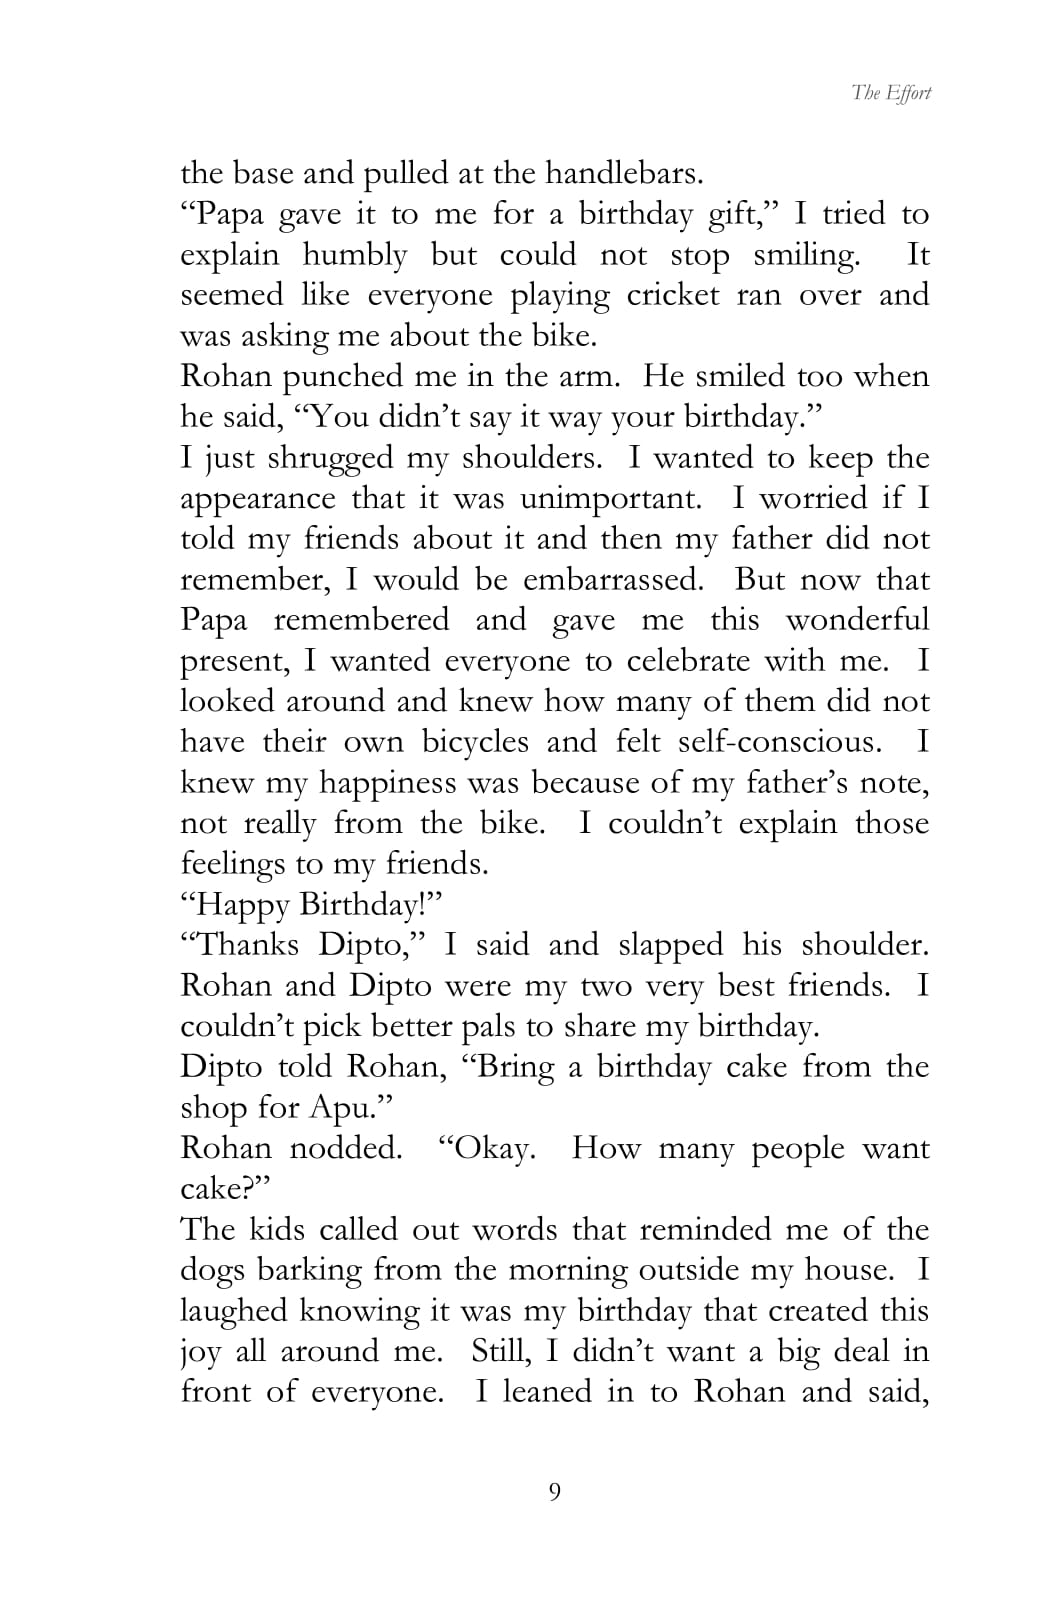 The Effort
the base and pulled at the handlebars.
“Papa gave it to me for a birthday gift,” I tried to
explain humbly but could not stop smiling.  It
seemed like everyone playing cricket ran over and
was asking me about the bike.
Rohan punched me in the arm.  He smiled too when
he said, “You didn’t say it way your birthday.”
I just shrugged my shoulders.  I wanted to keep the
appearance that it was unimportant.  I worried if I
told my friends about it and then my father did not
remember, I would be embarrassed.  But now that
Papa remembered and gave me this wonderful
present, I wanted everyone to celebrate with me.  I
looked around and knew how many of them did not
have their own bicycles and felt self-conscious.  I
knew my happiness was because of my father’s note,
not really from the bike.  I couldn’t explain those
feelings to my friends.
“Happy Birthday!”
“Thanks Dipto,” I said and slapped his shoulder.
Rohan and Dipto were my two very best friends.  I
couldn’t pick better pals to share my birthday.
Dipto told Rohan, “Bring a birthday cake from the
shop for Apu.”
Rohan nodded.  “Okay.  How many people want
cake?”
The kids called out words that reminded me of the
dogs barking from the morning outside my house.  I
laughed knowing it was my birthday that created this
joy all around me.  Still, I didn’t want a big deal in
front of everyone.  I leaned in to Rohan and said,
9